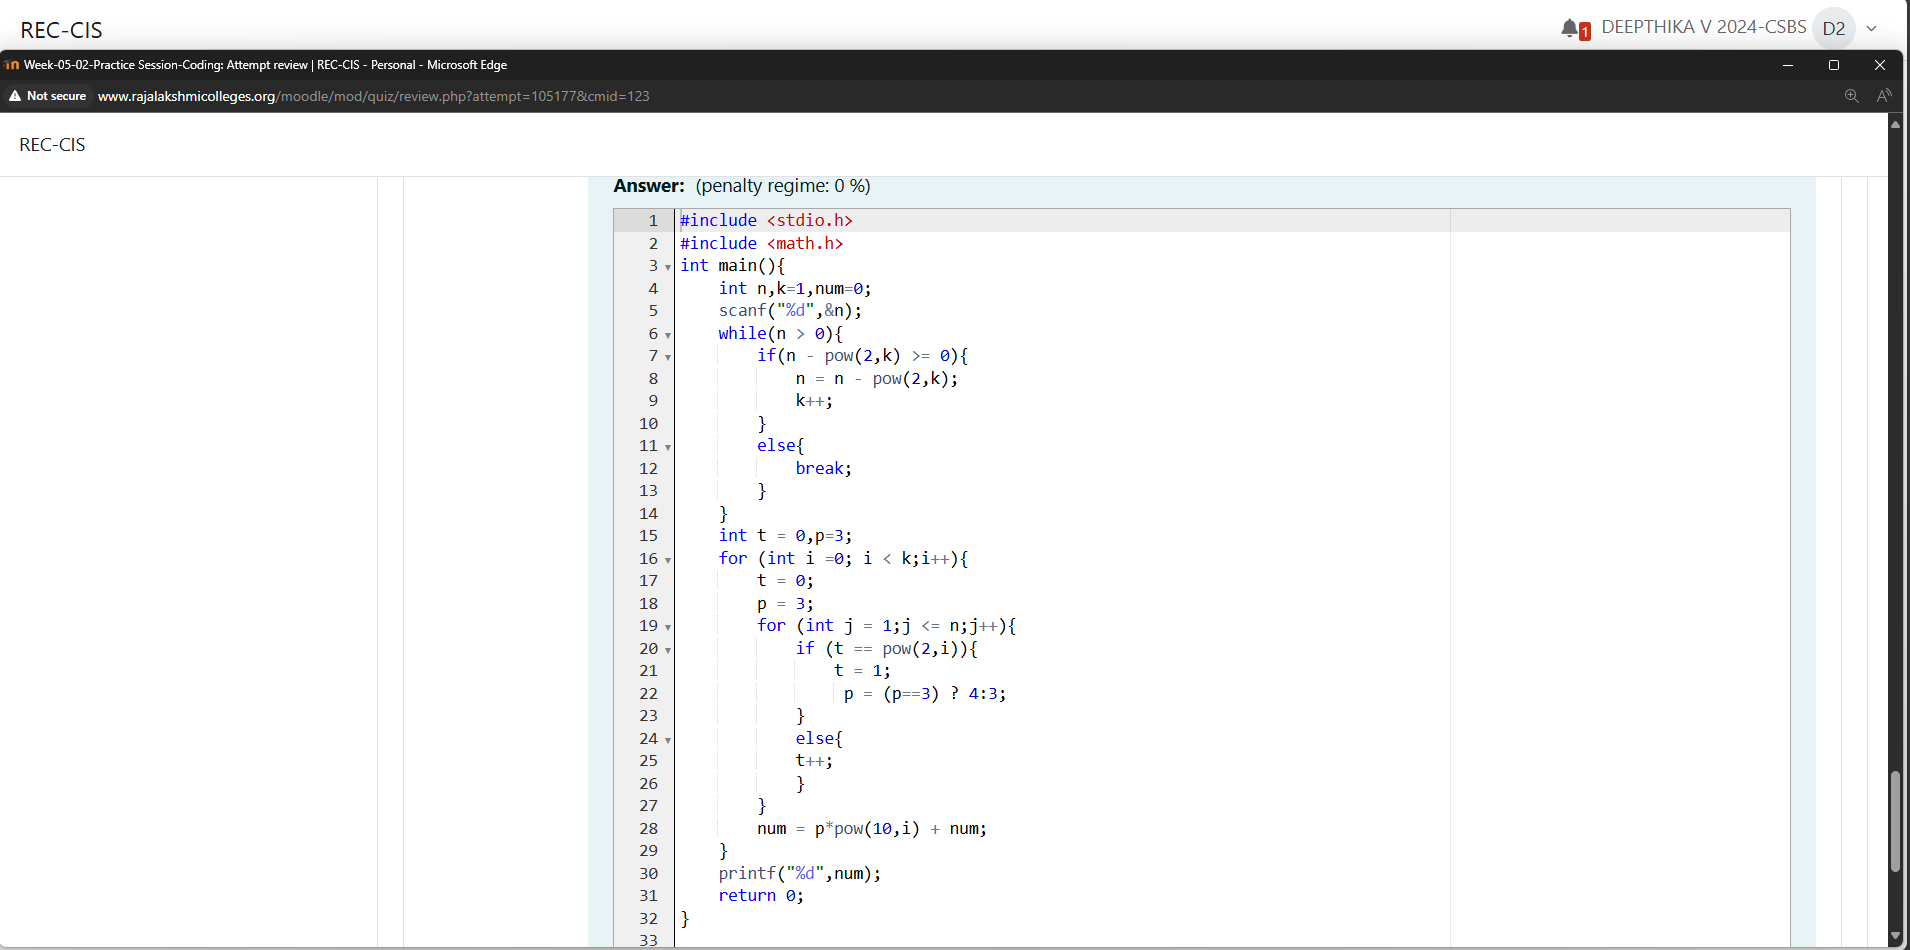 REC-CIS
1
DEEPTHIKA V 2024-CSBS
D2
Week-05-02-Practice Session-Coding: Attempt review | REC-CIS - Personal - Microsoft Edge
Not secure www.rajalakshmicolleges.org/moodle/mod/quiz/review.php?attempt=105177&cmid=123
REC-CIS
Answer: (penalty regime: 0 %)
1 #include <stdio.h>
2 #include <math.h>
3 int main(){
4     int n,k=1,num=0;
5     scanf("%d",&n);
6     while(n > 0){
7         if(n - pow(2,k) >= 0){
8             n = n - pow(2,k);
9             k++;
10         }
11         else{
12             break;
13         }
14     }
15     int t = 0,p=3;
16     for (int i =0; i < k;i++){
17         t = 0;
18         p = 3;
19         for (int j = 1;j <= n;j++){
20             if (t == pow(2,i)){
21                 t = 1;
22                  p = (p==3) ? 4:3;
23             }
24             else{
25             t++;
26             }
27         }
28         num = p*pow(10,i) + num;
29     }
30     printf("%d",num);
31     return 0;
32 }
33